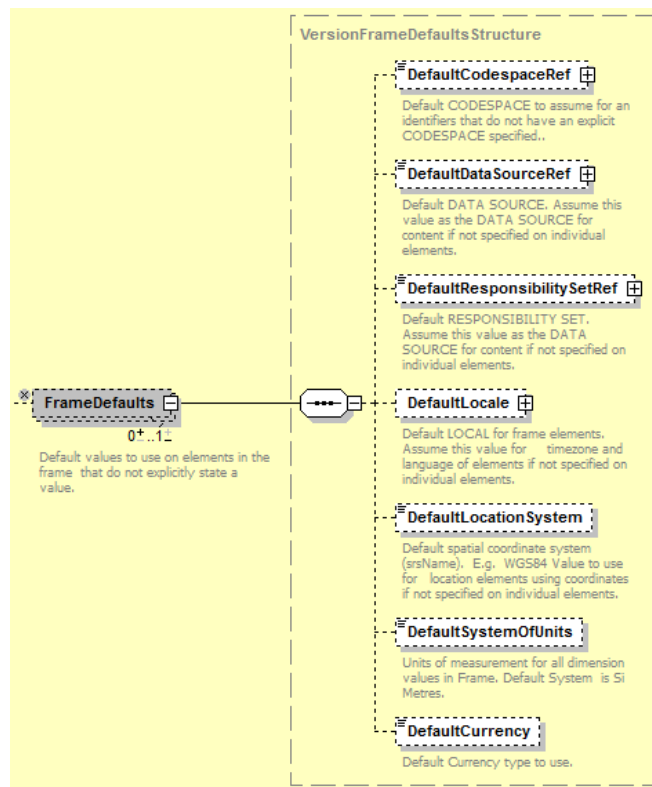 VersionFrameDefaultsStructure
DefaultCodespaceRef
Default CODESPACE to assume for an
identifiers that do not have an explicit
CODESPACE specified..
DefaultDataSourceRef
Default DATA SOURCE. Assume this
value as the DATA SOURCE for
content if not specified on individual
elements.
DefaultResponsibilitySetRef
Default RESPONSIBILITY SET.
Assume this value as the DATA
SOURCE for content if not specified on
individual elements.
FrameDefaults
0..1
Default values to use on elements in the
frame that do not explicitly state a
value.
DefaultLocale
Default LOCAL for frame elements.
Assume this value for timezone and
language of elements if not specified on
individual elements.
DefaultLocationSystem
Default spatial coordinate system
(srsName). E.g. WGS84 Value to use
for location elements using coordinates
if not specified on individual elements.
DefaultSystemOfUnits
Units of measurement for all dimension
values in Frame. Default System is Si
Metres.
DefaultCurrency
Default Currency type to use.